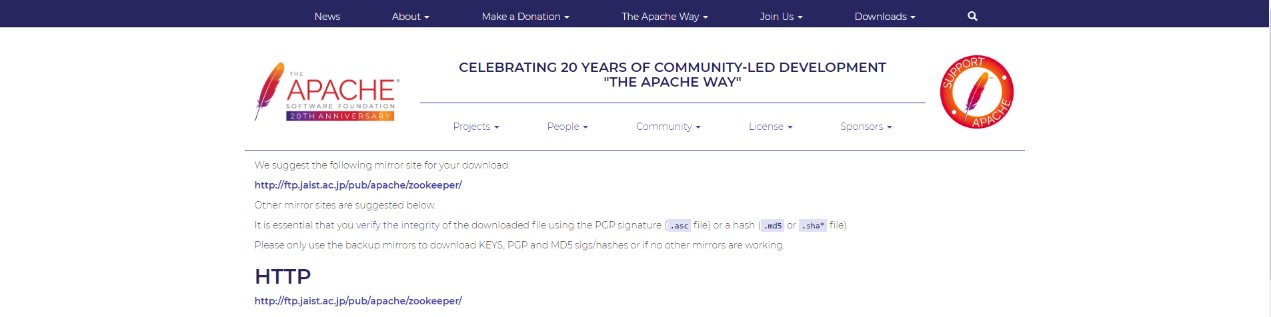 News About Make a Donation The Apache Way Join Us Downloads
CELEBRATING 20 YEARS OF COMMUNITY-LED DEVELOPMENT
"THE APACHE WAY"
THE
APACHE®
SOFTWARE FOUNDATION
20TH ANNIVERSARY
SUPPORT
APACHE
Projects People Community License Sponsors
We suggest the following mirror site for your download:
http://ftp.jaist.ac.jp/pub/apache/zookeeper/
Other mirror sites are suggested below.
It is essential that you verify the integrity of the downloaded file using the PGP signature (.asc file) or a hash (.md5 or .sha* file).
Please only use the backup mirrors to download KEYS, PGP and MD5 sigs/hashes or if no other mirrors are working.
HTTP
http://ftp.jaist.ac.jp/pub/apache/zookeeper/